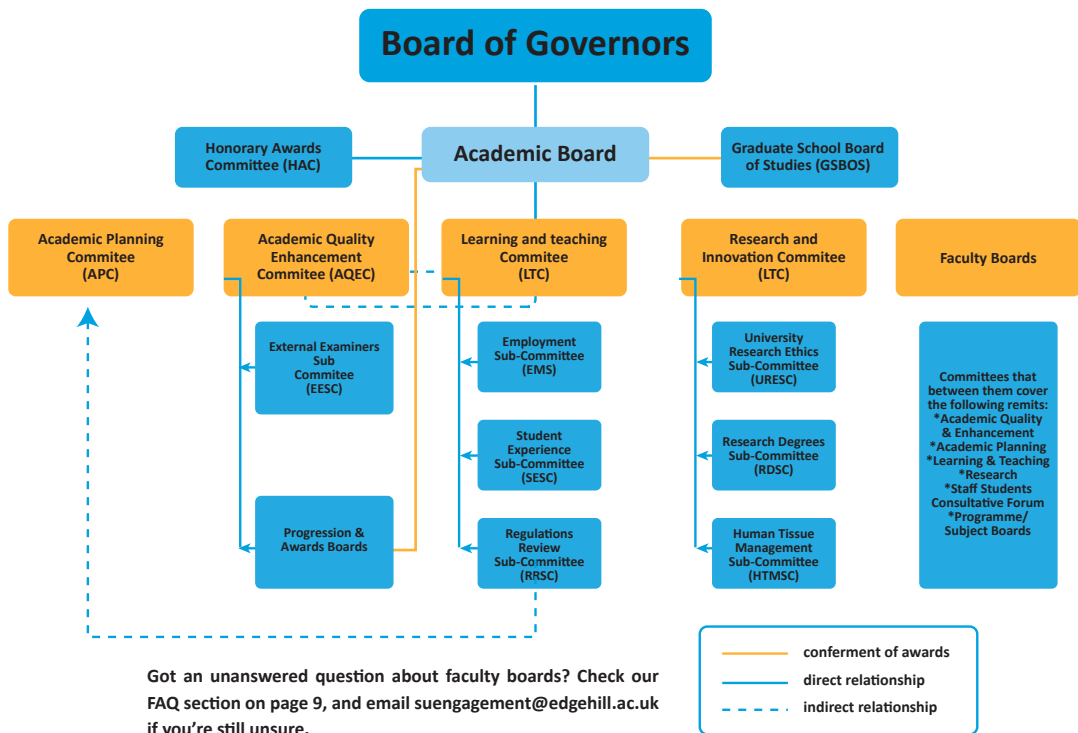 Board of Governors
Honorary Awards
Committee (HAC)
Academic Board
Graduate School Board
of Studies (GSBOS)
Academic Planning
Commitee
(APC)
Academic Quality
Enhancement
Commitee (AQEC)
Learning and teaching
Commitee
(LTC)
Research and
Innovation Commitee
(LTC)
Faculty Boards
External Examiners
Sub
Commitee
(EESC)
Progression &
Awards Boards
Employment
Sub-Committee
(EMS)
Student
Experience
Sub-Committee
(SESC)
Regulations
Review
Sub-Committee
(RRSC)
University
Research Ethics
Sub-Committee
(URESC)
Research Degrees
Sub-Committee
(RDSC)
Human Tissue
Management
Sub-Committee
(HTMSC)
Committees that
between them cover
the following remits:
*Academic Quality
& Enhancement
*Academic Planning
*Learning & Teaching
*Research
*Staff Students
Consultative Forum
*Programme/
Subject Boards
Got an unanswered question about faculty boards? Check our
FAQ section on page 9, and email suengagement@edgehill.ac.uk
if you're still unsure.
conferment of awards
direct relationship
indirect relationship